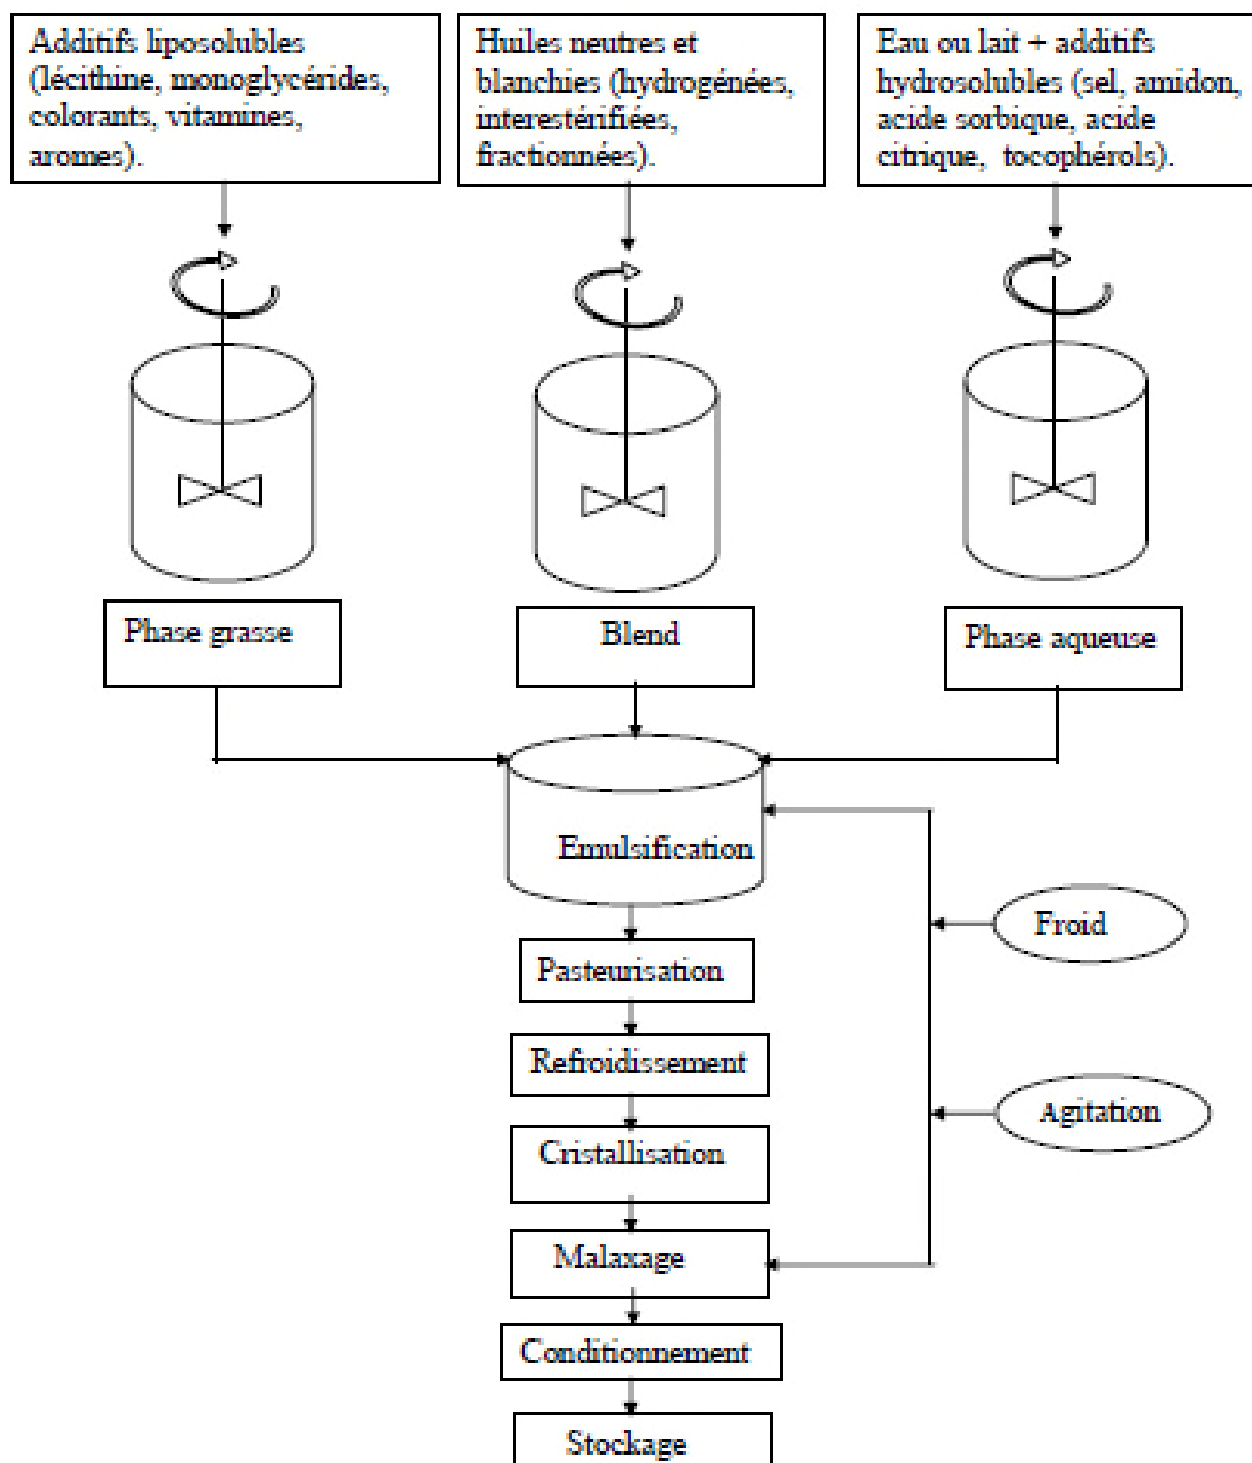 Additifs liposolubles
(lécithine, monoglycérides,
colorants, vitamines,
aromes).
Huiles neutres et
blanchies (hydrogénées,
interestérifiées,
fractionnées).
Eau ou lait + additifs
hydrosolubles (sel, amidon,
acide sorbique, acide
citrique, tocophérols).
Phase grasse
Blend
Phase aqueuse
Emulsification
Froid
Pasteurisation
Refroidissement
Agitation
Cristallisation
Malaxage
Conditionnement
Stockage